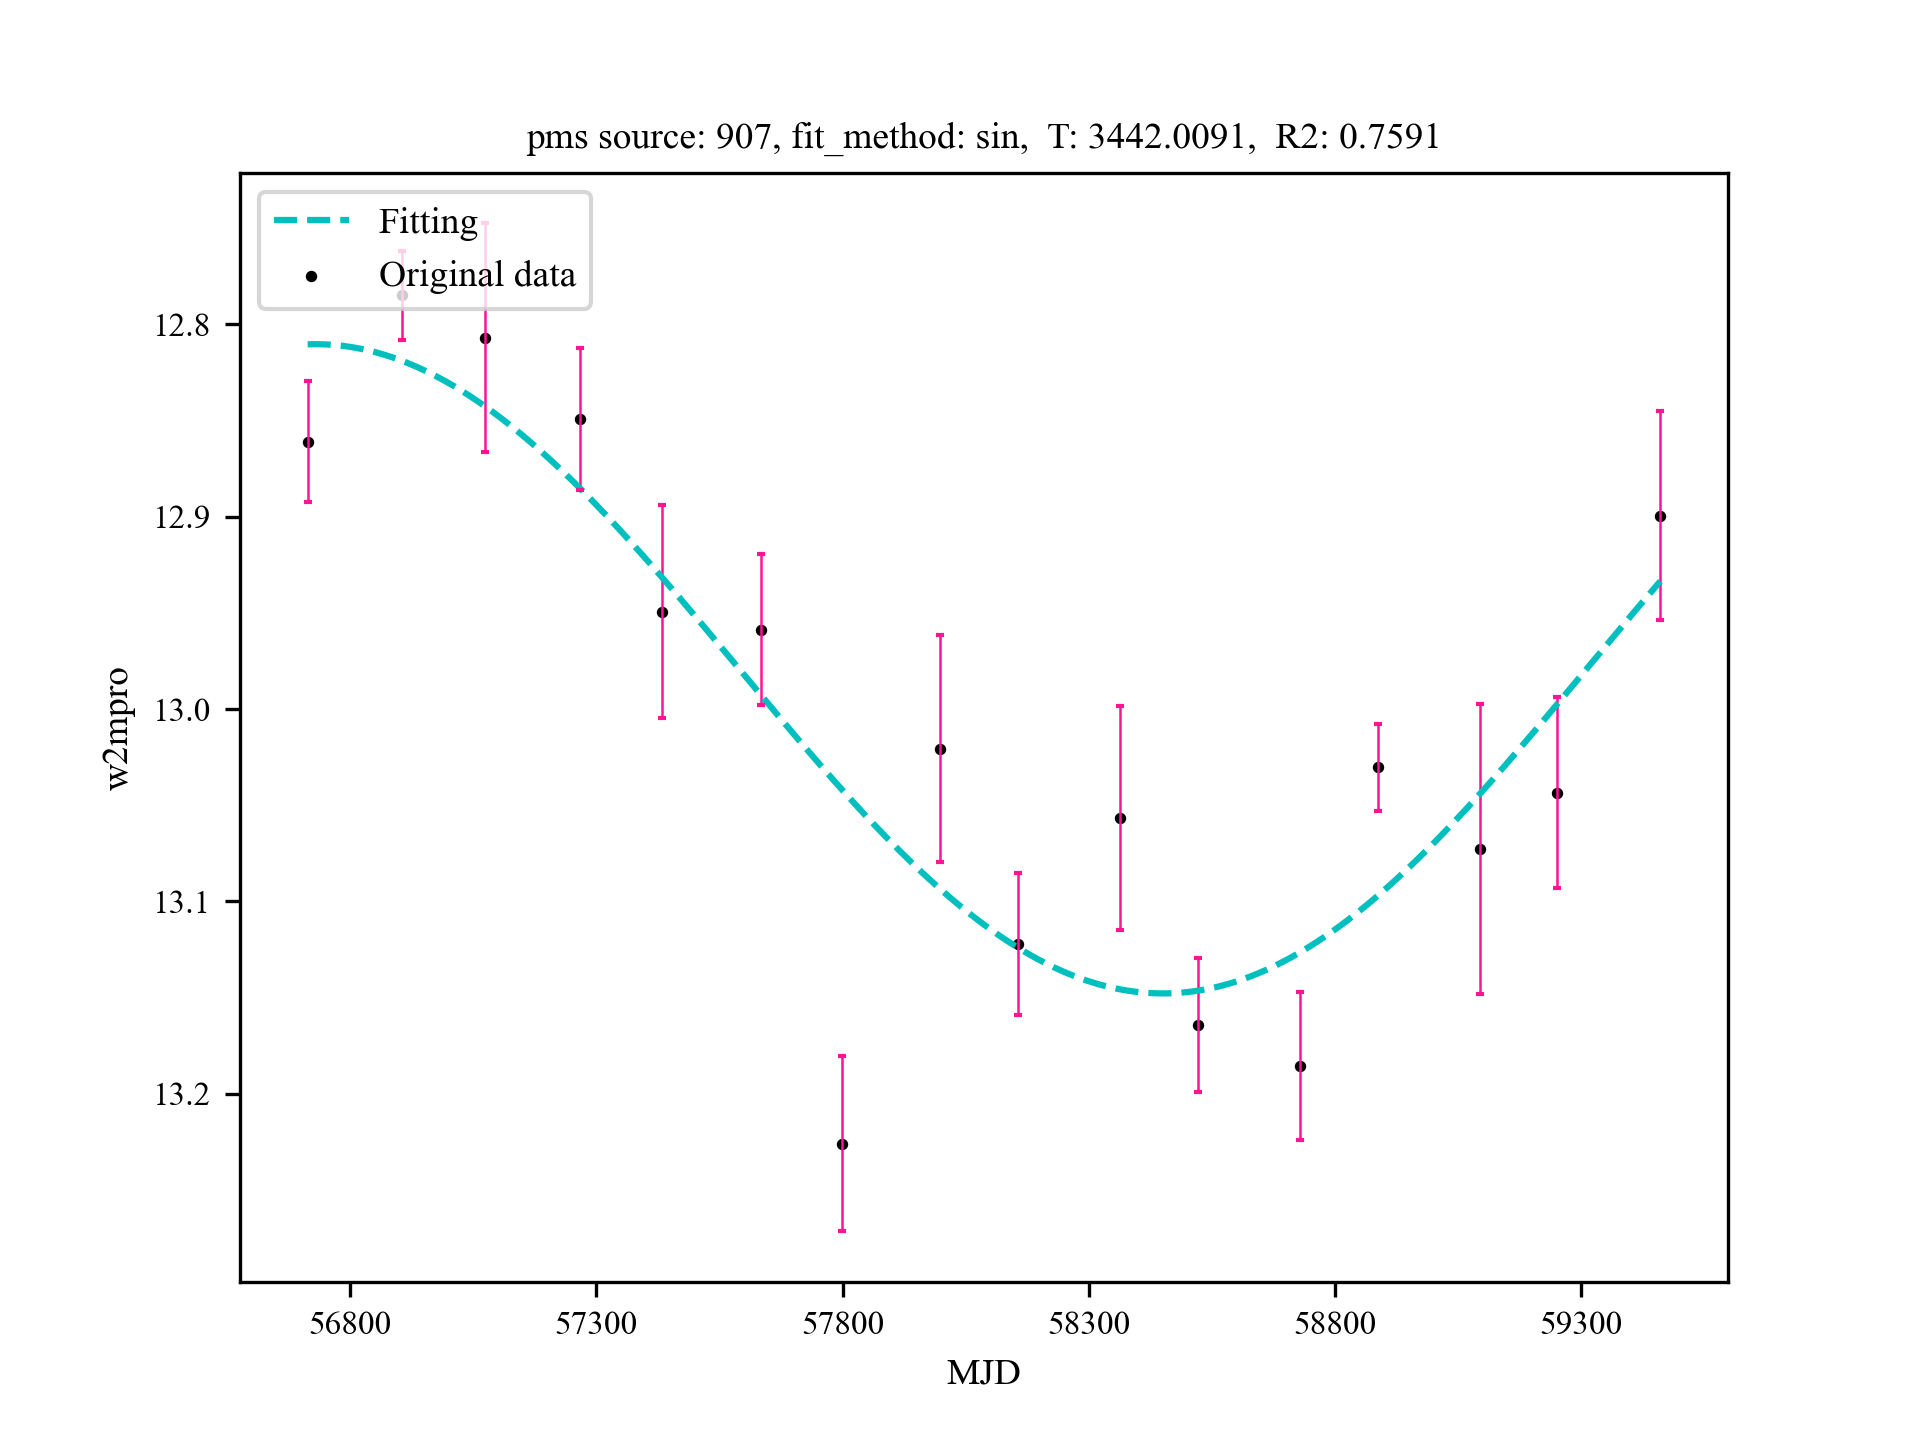 pms source: 907, fit_method: sin,  T: 3442.0091,  R2: 0.7591
Fitting
Original data
12.8
12.9
13.0
13.1
13.2
w2mpro
56800
57300
57800
58300
58800
59300
MJD